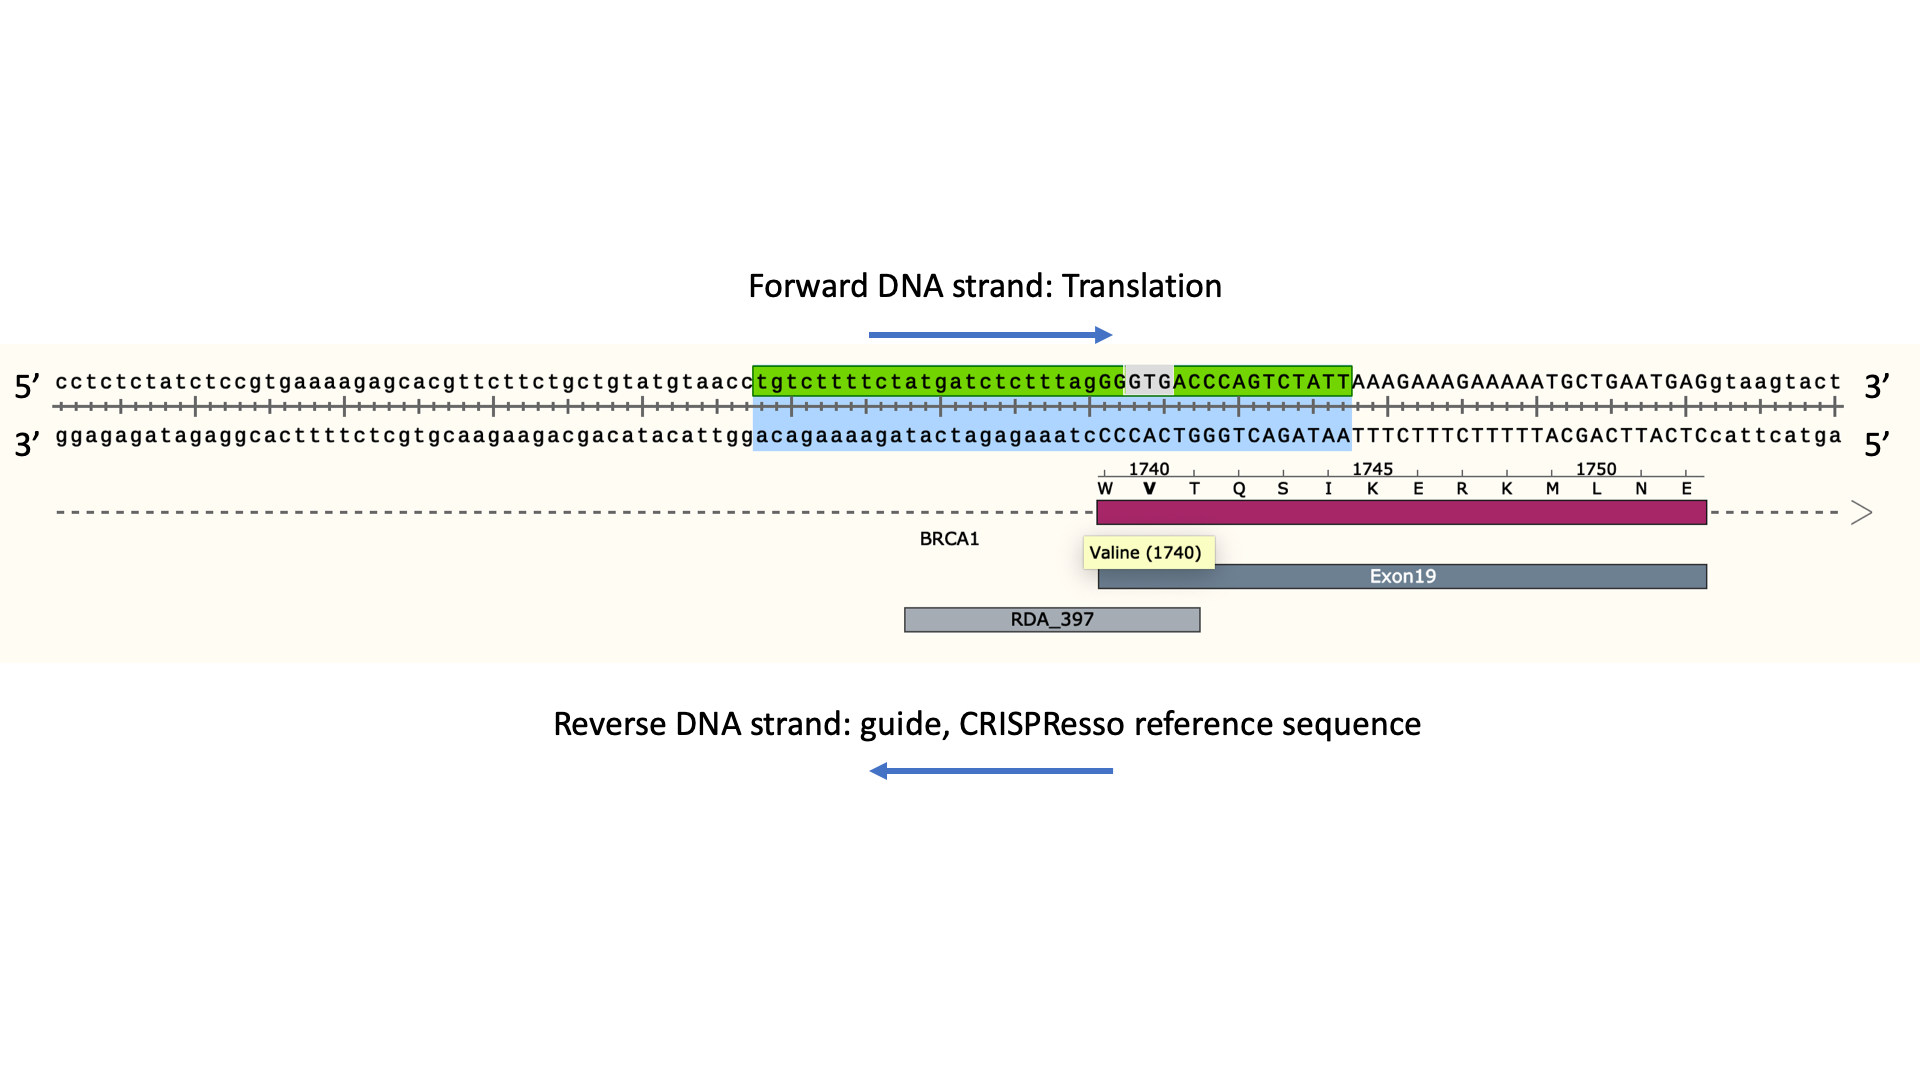 Forward DNA strand: Translation
5’ cctctctatctccgtgaaaagagcacgttcttctgctgtatgtaacctgtcttttctatgatctctttagGGGTGACCCAGTCTATTAAAGAAAGAAAAATGCTGAATGAGgtaagtact 3’
3’ ggagagatagaggcacttttctcgtgcaagaagacgacatacattggacagaaaagatactagagaaatcCCCACTGGGTCAGATAATTTCTTTCTTTTTACGACTTACTCcattcatga 5’
1740 1745 1750
W V T Q S I K E R K M L N E
BRCA1
Valine (1740)
Exon19
RDA_397
Reverse DNA strand: guide, CRISPResso reference sequence